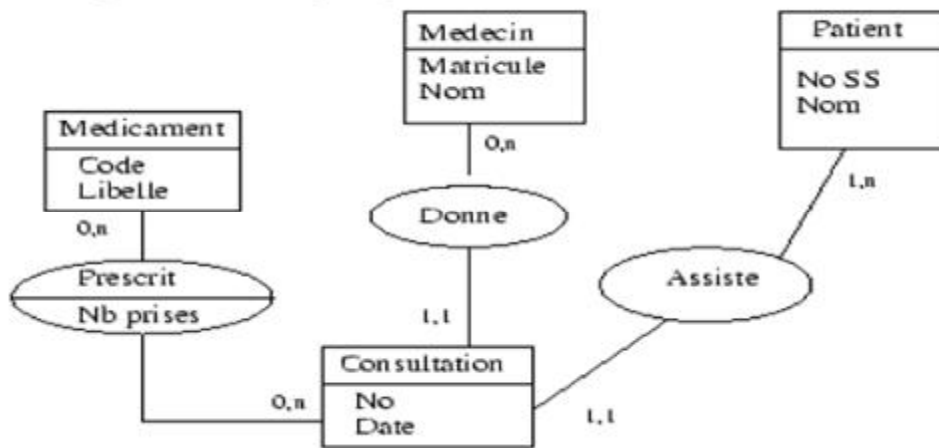 Medecin
Matricule
Nom
Patient
No SS
Nom
Medicament
Code
Libelle
0,n
0,n
1,n
Donne
Prescrit
Nb prises
Assiste
1,1
Consultation
No
Date
0,n
1,1